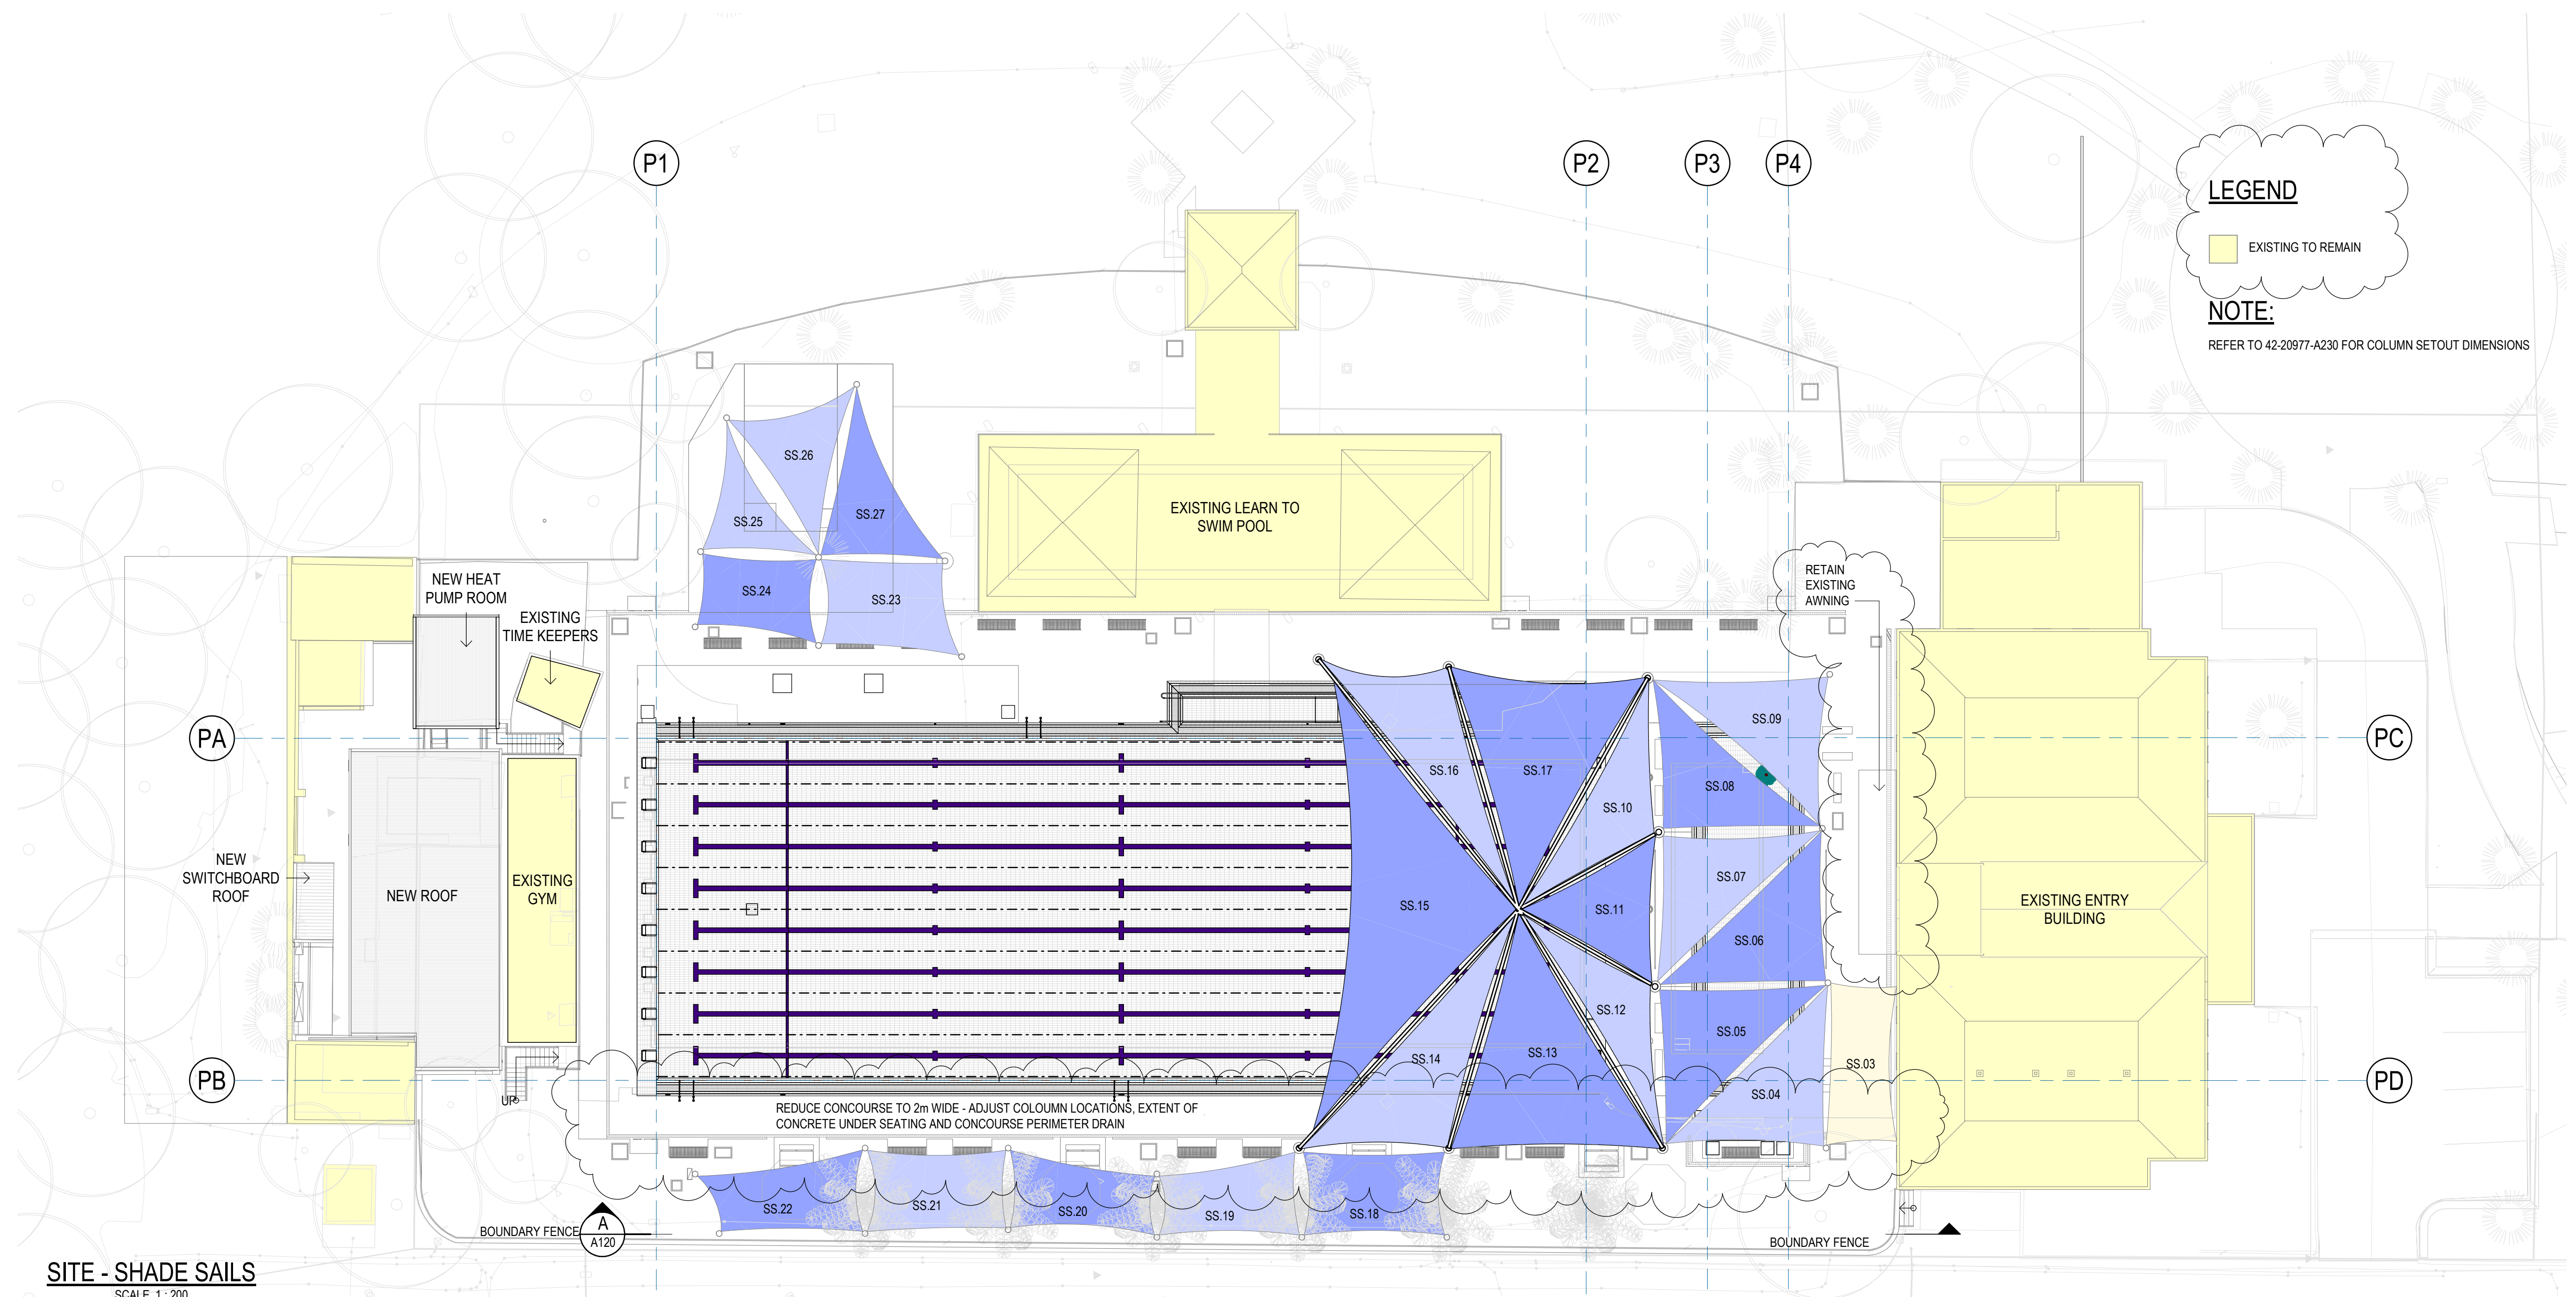 P1
P2
P3
P4
LEGEND
EXISTING TO REMAIN
NOTE:
REFER TO 42-20977-A230 FOR COLUMN SETOUT DIMENSIONS
SS.26
SS.25
SS.27
SS.24
SS.23
EXISTING LEARN TO
SWIM POOL
RETAIN
EXISTING
AWNING
NEW HEAT
PUMP ROOM
EXISTING
TIME KEEPERS
PA
PC
SS.09
SS.16
SS.17
SS.08
SS.10
NEW
SWITCHBOARD
ROOF
NEW ROOF
EXISTING
GYM
SS.07
SS.15
SS.11
EXISTING ENTRY
BUILDING
SS.06
SS.12
SS.05
SS.14
SS.13
SS.03
PB
PD
UP
SS.04
REDUCE CONCOURSE TO 2m WIDE - ADJUST COLOUMN LOCATIONS, EXTENT OF
CONCRETE UNDER SEATING AND CONCOURSE PERIMETER DRAIN
SS.22
SS.21
SS.20
SS.19
SS.18
BOUNDARY FENCE
A
A120
BOUNDARY FENCE
SITE - SHADE SAILS
SCALE 1 : 200